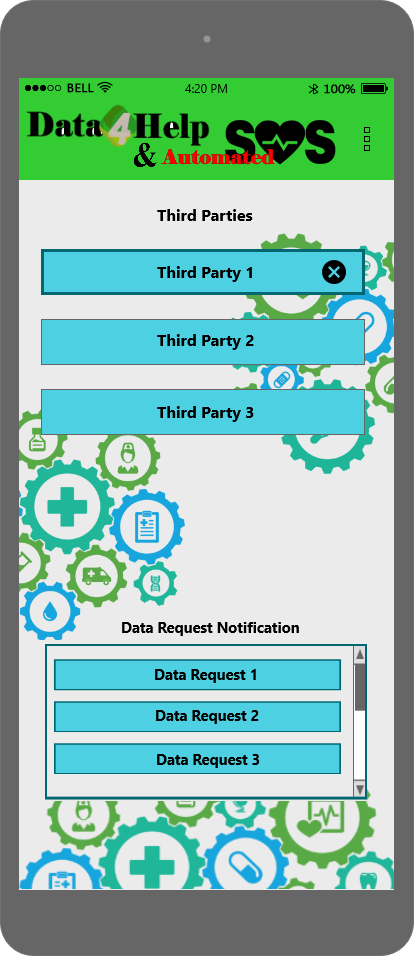 BELL 4:20 PM 100%
Data4Help
& Automated SOS
Third Parties
Third Party 1
Third Party 2
Third Party 3
Data Request Notification
Data Request 1
Data Request 2
Data Request 3